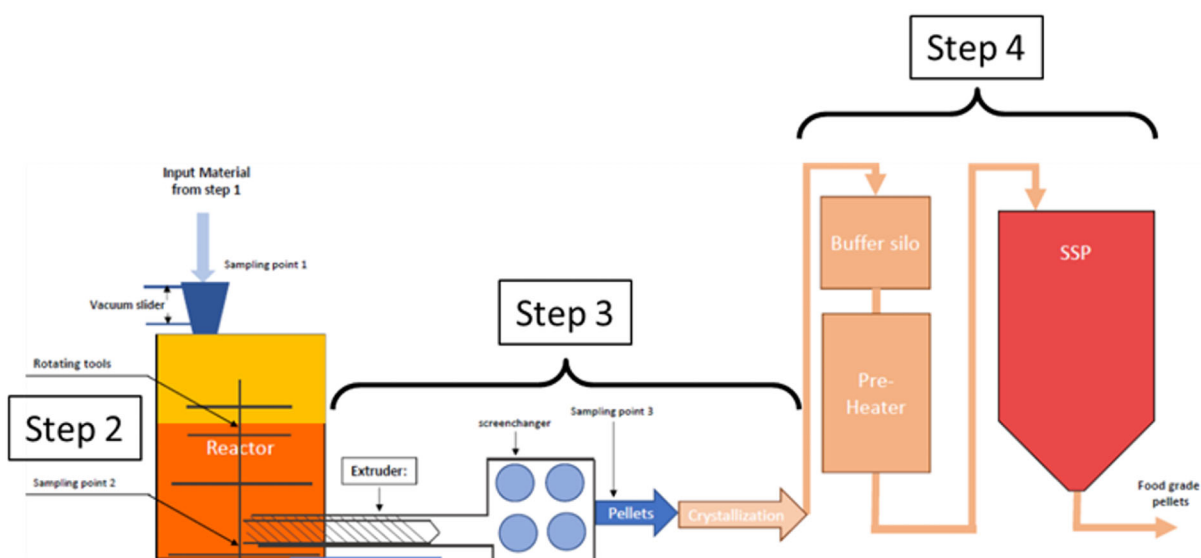 Step 4
Input Material
from step 1
Sampling point 1
Vacuum slider
Buffer silo
SSP
Step 3
Rotating tools
Pre-
Heater
Step 2
Sampling point 3
screenchanger
Reactor
Extruder:
Sampling point 2
Pellets
Crystallization
Food grade
pellets